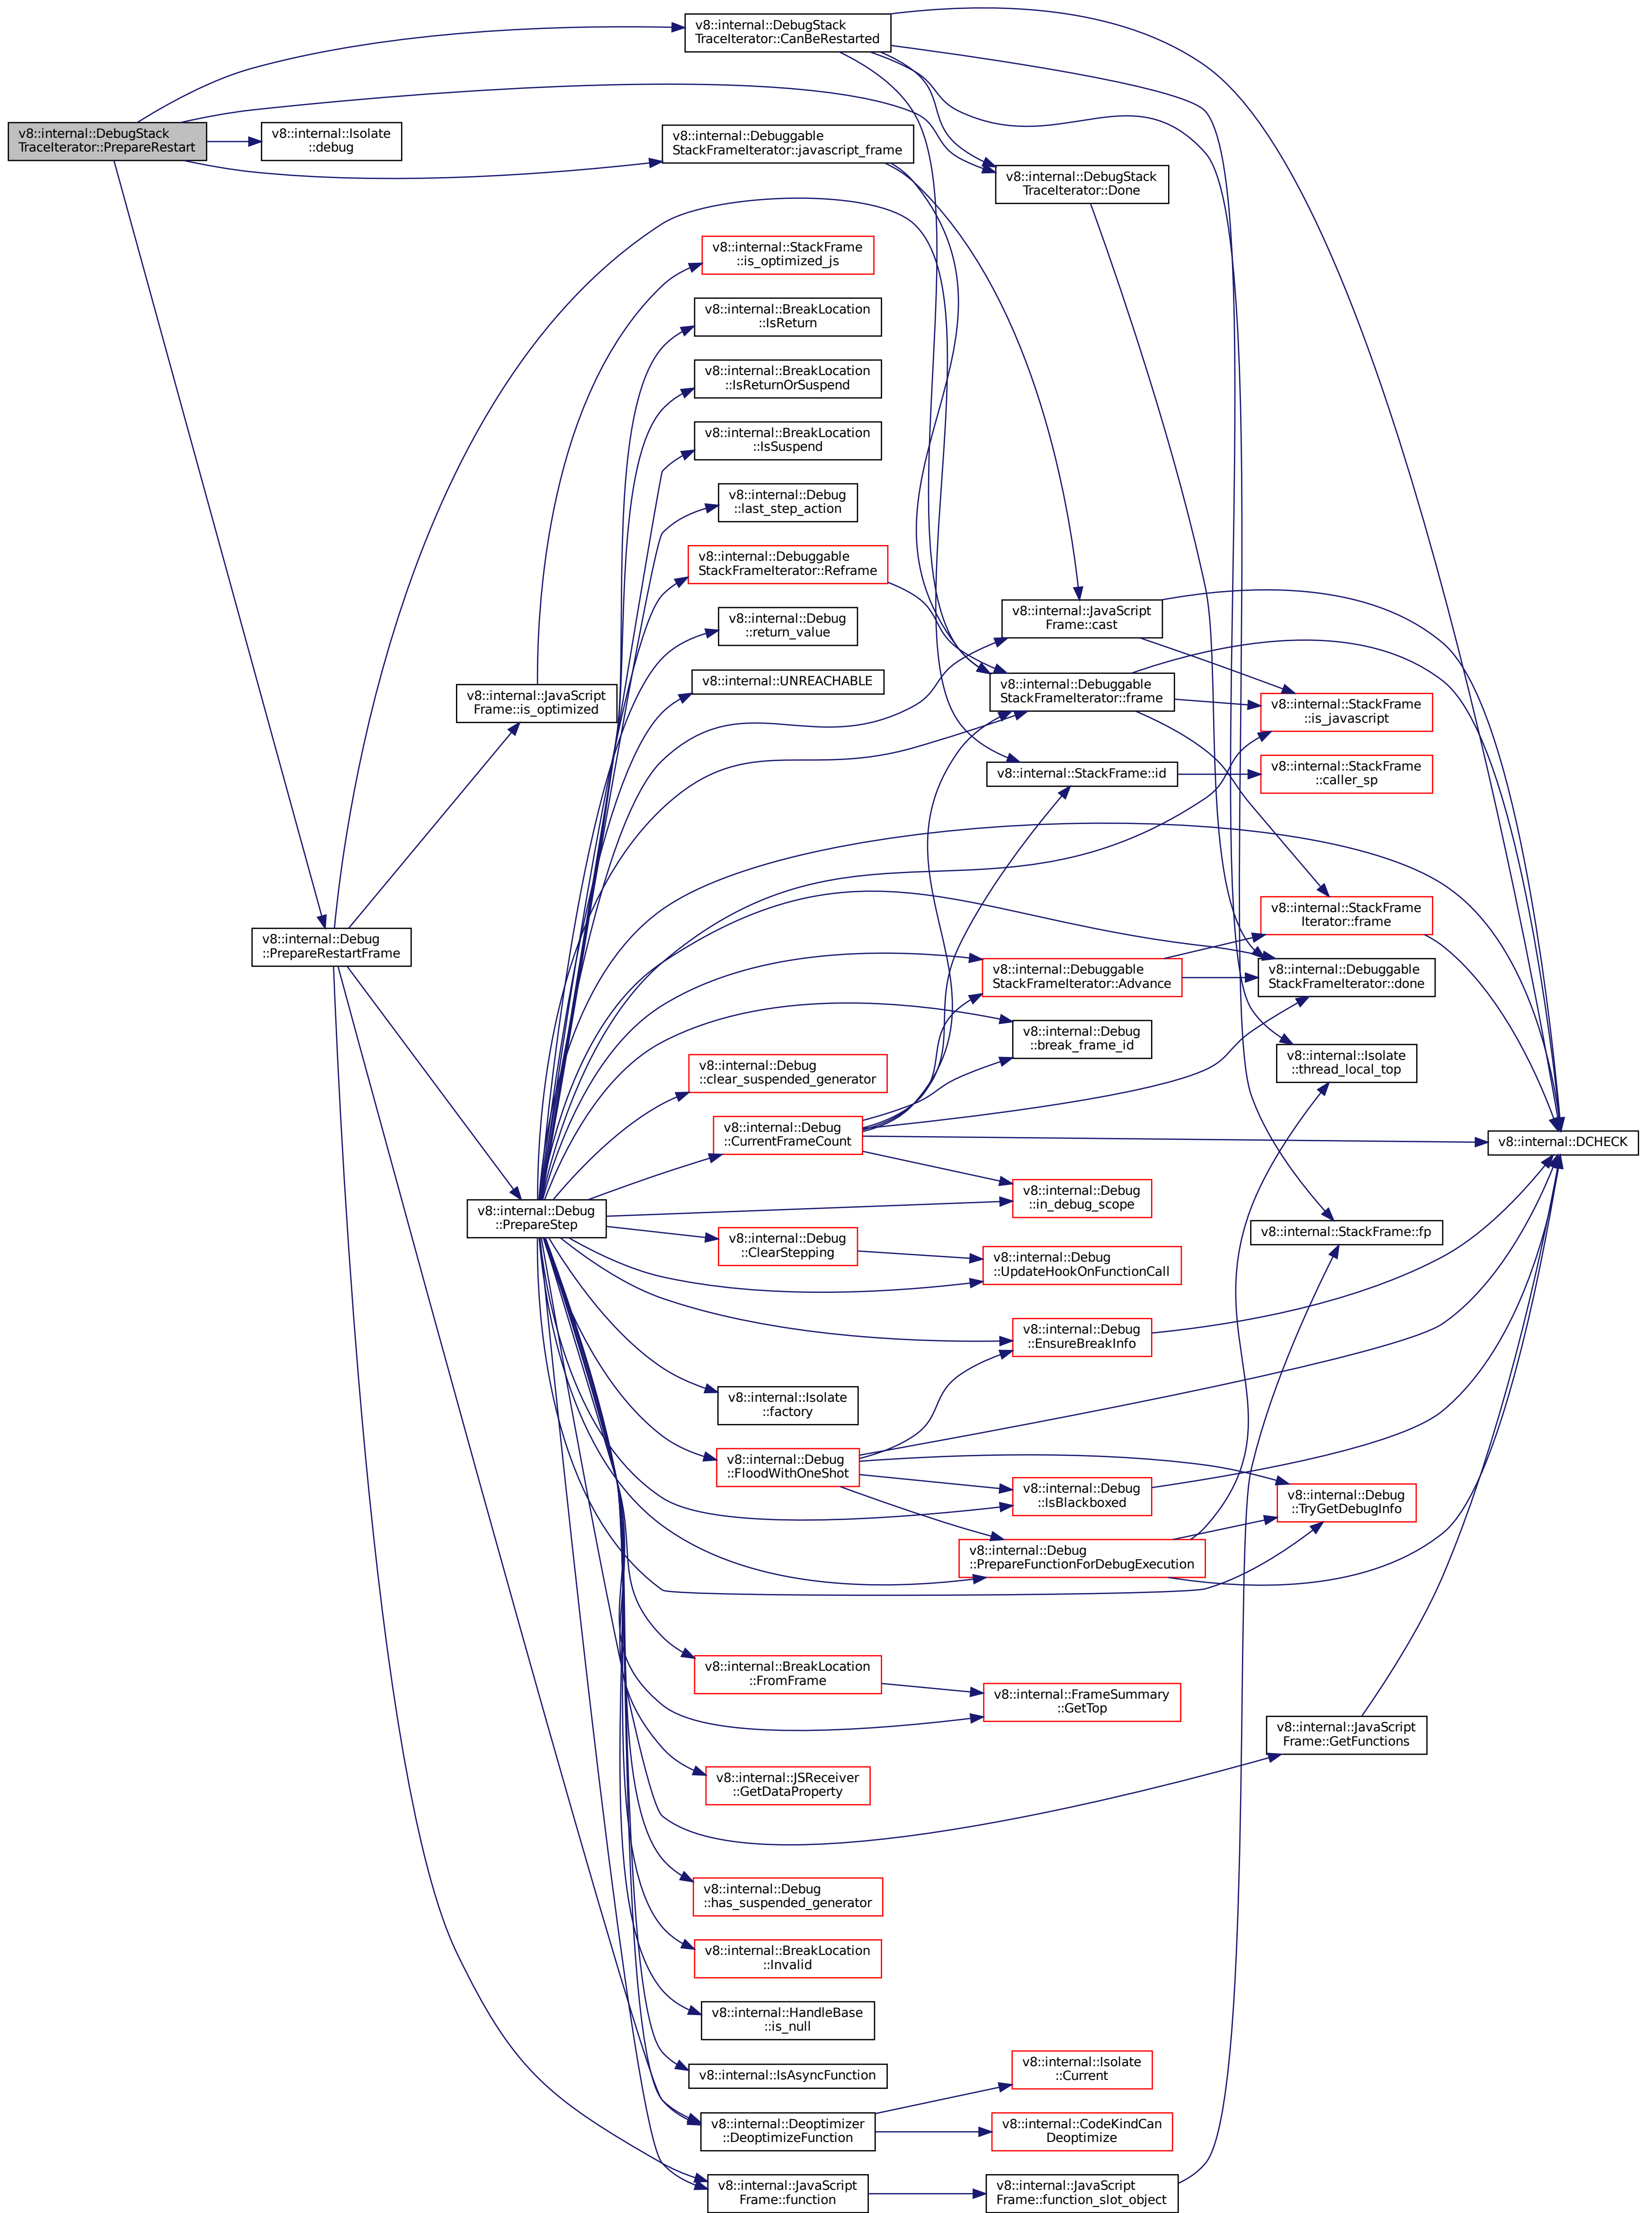 v8::internal::DebugStack
TraceIterator::CanBeRestarted
v8::internal::DebugStack
TraceIterator::PrepareRestart
v8::internal::Isolate
::debug
v8::internal::Debuggable
StackFrameIterator::javascript_frame
v8::internal::DebugStack
TraceIterator::Done
v8::internal::StackFrame
::is_optimized_js
v8::internal::BreakLocation
::IsReturn
v8::internal::BreakLocation
::IsReturnOrSuspend
v8::internal::BreakLocation
::IsSuspend
v8::internal::Debug
::last_step_action
v8::internal::Debuggable
StackFrameIterator::Reframe
v8::internal::Debug
::return_value
v8::internal::JavaScript
Frame::cast
v8::internal::UNREACHABLE
v8::internal::JavaScript
Frame::is_optimized
v8::internal::Debuggable
StackFrameIterator::frame
v8::internal::StackFrame
::is_javascript
v8::internal::StackFrame::id
v8::internal::StackFrame
::caller_sp
v8::internal::StackFrame
Iterator::frame
v8::internal::Debug
::PrepareRestartFrame
v8::internal::Debuggable
StackFrameIterator::Advance
v8::internal::Debuggable
StackFrameIterator::done
v8::internal::Debug
::break_frame_id
v8::internal::Isolate
::thread_local_top
v8::internal::Debug
::clear_suspended_generator
v8::internal::Debug
::CurrentFrameCount
v8::internal::DCHECK
v8::internal::Debug
::in_debug_scope
v8::internal::Debug
::PrepareStep
v8::internal::StackFrame::fp
v8::internal::Debug
::ClearStepping
v8::internal::Debug
::UpdateHookOnFunctionCall
v8::internal::Debug
::EnsureBreakInfo
v8::internal::Isolate
::factory
v8::internal::Debug
::FloodWithOneShot
v8::internal::Debug
::IsBlackboxed
v8::internal::Debug
::TryGetDebugInfo
v8::internal::Debug
::PrepareFunctionForDebugExecution
v8::internal::BreakLocation
::FromFrame
v8::internal::FrameSummary
::GetTop
v8::internal::JavaScript
Frame::GetFunctions
v8::internal::JSReceiver
::GetDataProperty
v8::internal::Debug
::has_suspended_generator
v8::internal::BreakLocation
::Invalid
v8::internal::HandleBase
::is_null
v8::internal::IsAsyncFunction
v8::internal::Isolate
::Current
v8::internal::Deoptimizer
::DeoptimizeFunction
v8::internal::CodeKindCan
Deoptimize
v8::internal::JavaScript
Frame::function
v8::internal::JavaScript
Frame::function_slot_object